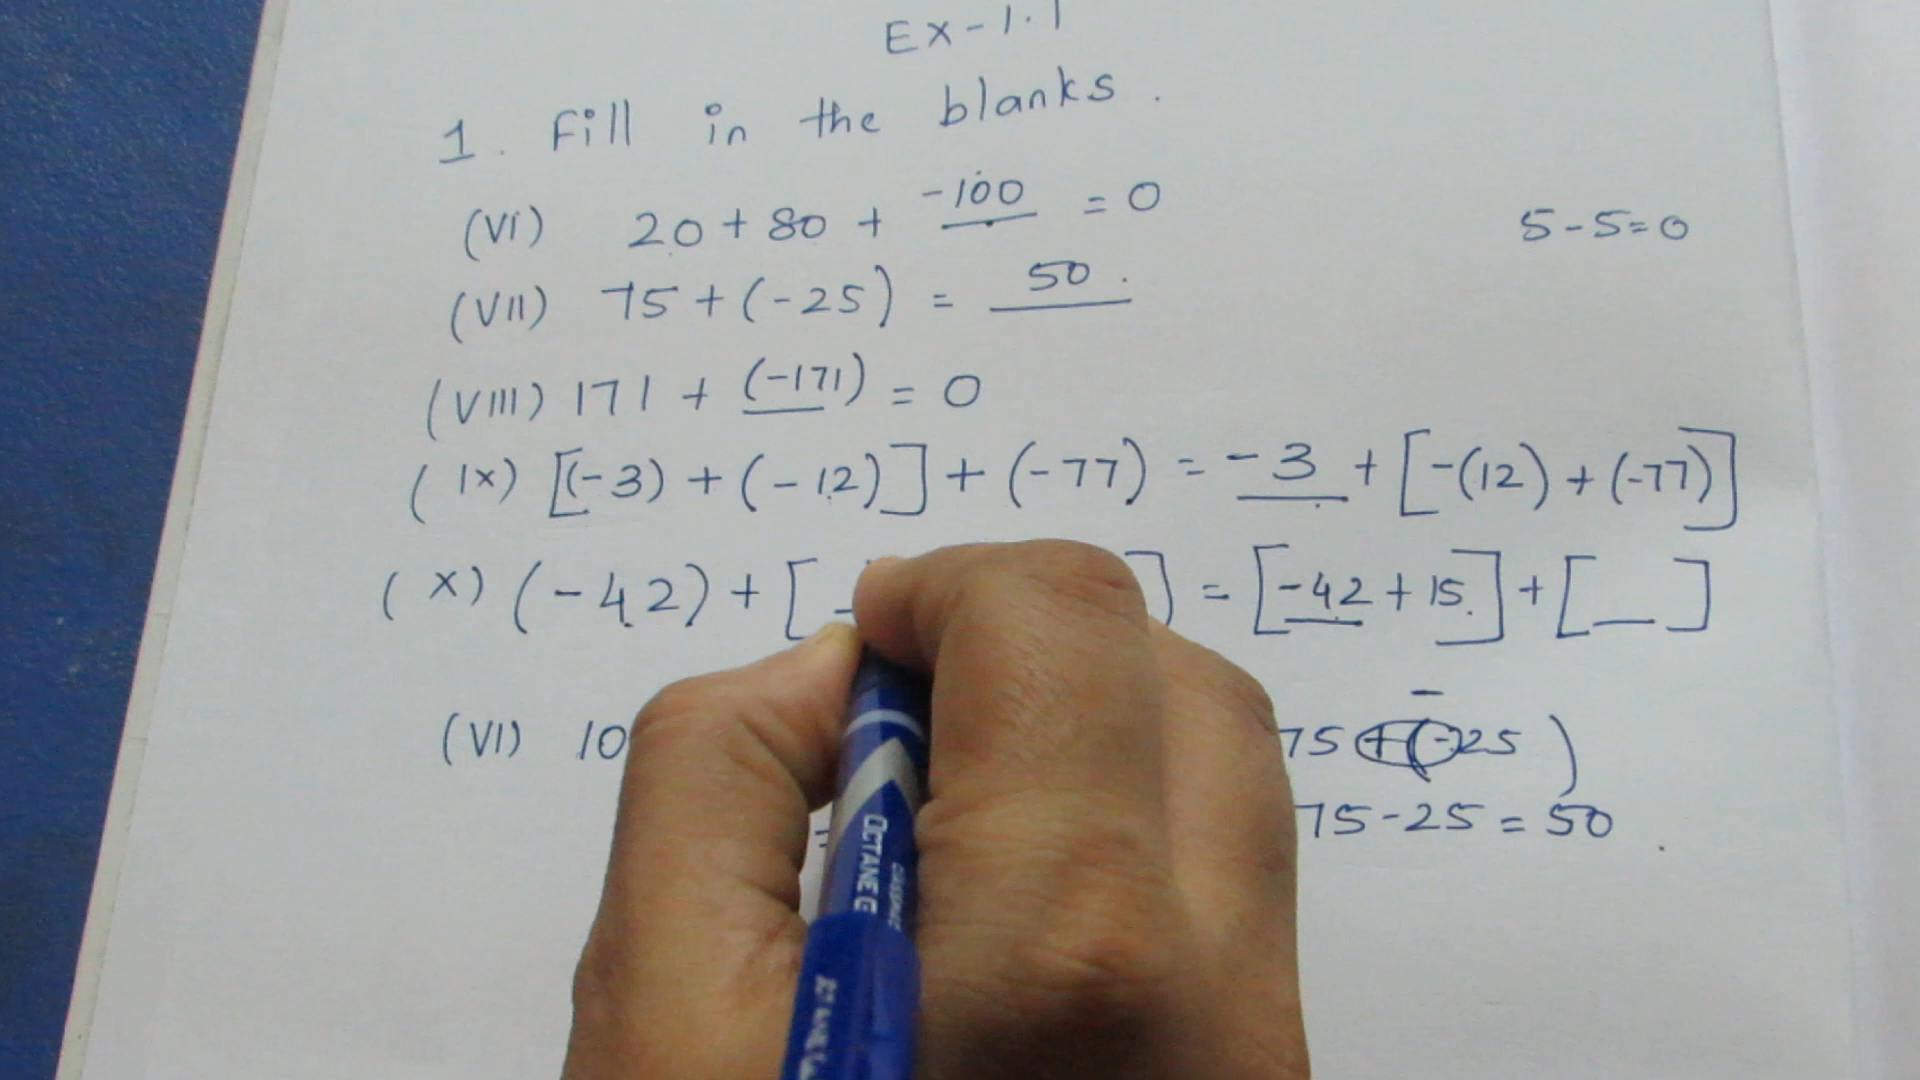 Ex-1.1
1. Fill in the blanks.
(VI) 20+80+ -100 = 0
5-5=0
(VII) 75+(-25) = 50.
(VIII) 171 + (-171) = 0
(IX) [(-3)+(-12)]+(-77) = -3 + [-(12)+(-77)]
(X) (-42)+[ ] = [-42+15]+[__]
(VI) 10
75+(-25)
75-25=50
OCTANE G